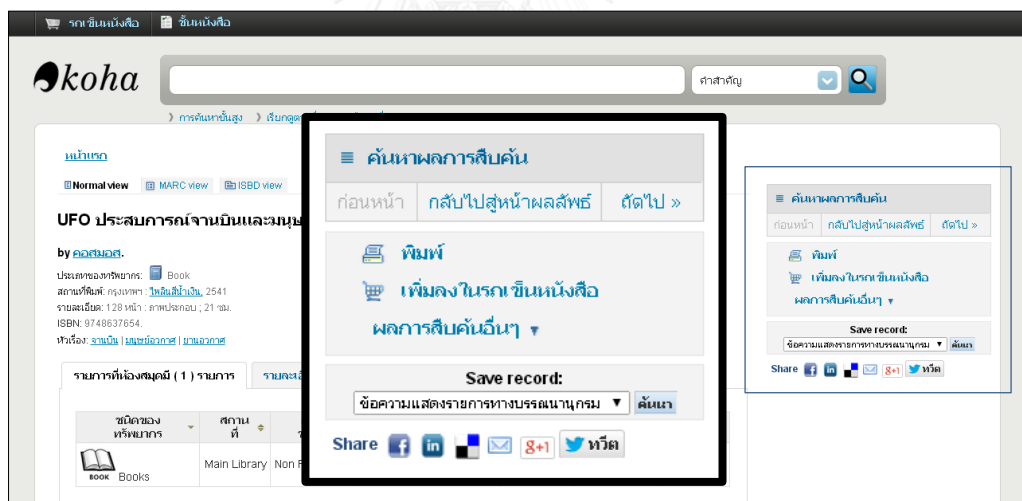 รถเข็นหนังสือ ชั้นหนังสือ
koha
คำสำคัญ
การค้นหาขั้นสูง
หน้าแรก
Normal view MARC view ISBD view
UFO ประสบการณ์จานบินและมนุษ
by คอสมอส.
ประเภทของทรัพยากร: Book
สถานที่พิมพ์: กรุงเทพฯ : ไพลินสีน้ำเงิน, 2541
รายละเอียด: 128 หน้า : ภาพประกอบ ; 21 ซม.
ISBN: 9748637654.
หัวเรื่อง: จานบิน | มนุษย์อวกาศ | ยานอวกาศ
รายการที่ห้องสมุดมี ( 1 ) รายการ
ชนิดของทรัพยากร สถานที่
BOOK Books Main Library Non F
ค้นหาผลการสืบค้น
ก่อนหน้า กลับไปสู่หน้าผลลัพธ์ ถัดไป »
พิมพ์
เพิ่มลงในรถเข็นหนังสือ
ผลการสืบค้นอื่นๆ ▼
Save record:
ข้อความแสดงรายการทางบรรณนานุกรม ▼ ค้นหา
Share in g+1 ทวีต
ค้นหาผลการสืบค้น
ก่อนหน้า กลับไปสู่หน้าผลลัพธ์ ถัดไป »
พิมพ์
เพิ่มลงในรถเข็นหนังสือ
ผลการสืบค้นอื่นๆ ▼
Save record:
ข้อความแสดงรายการทางบรรณนานุกรม ▼ ค้นหา
Share in g+1 ทวีต